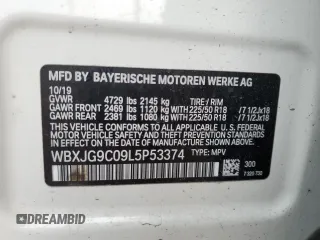 MFD BY BAYERISCHE MOTOREN WERKE AG
10/19
GVWR 4729 lbs 2145 kg TIRE / RIM
GAWR FRONT 2469 lbs 1120 kg 225/50 R18 /7 1/2Jx18
GAWR REAR 2381 lbs 1080 kg 225/50 R18 /7 1/2Jx18
THIS VEHICLE CONFORMS TO ALL APPLICABLE
U.S. FEDERAL MOTOR VEHICLE SAFETY, BUMPER,
AND THEFT PREVENTION STANDARDS IN EFFECT
ON THE DATE OF MANUFACTURE SHOWN ABOVE.
WBXJG9C09L5P53374 TYPE: MPV
300
AUTOBIDMASTER